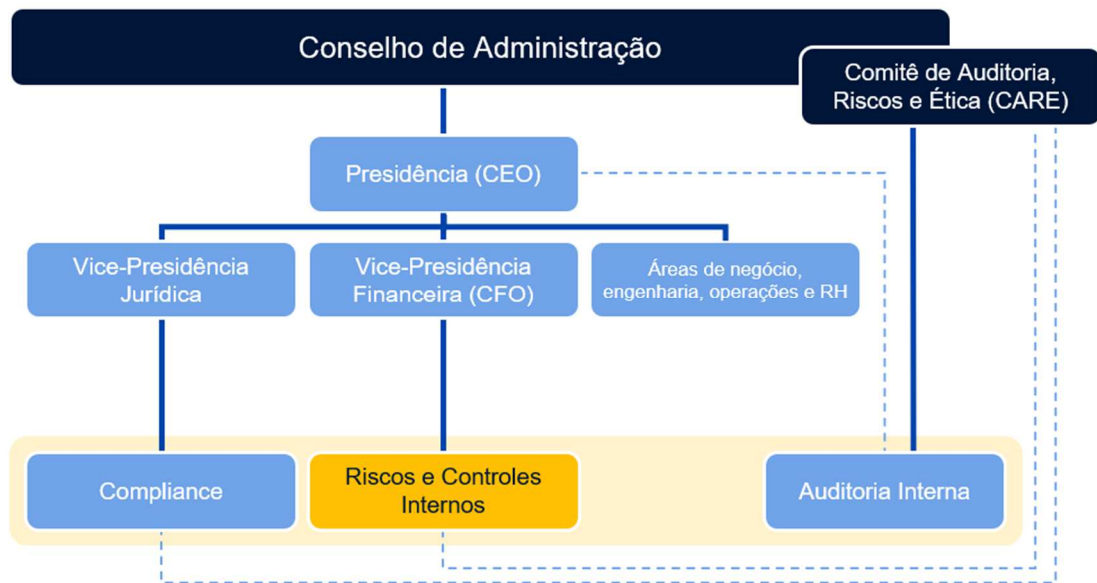 Conselho de Administração
Comitê de Auditoria,
Riscos e Ética (CARE)
Presidência (CEO)
Vice-Presidência
Jurídica
Vice-Presidência
Financeira (CFO)
Áreas de negócio,
engenharia, operações e RH
Compliance
Riscos e Controles
Internos
Auditoria Interna